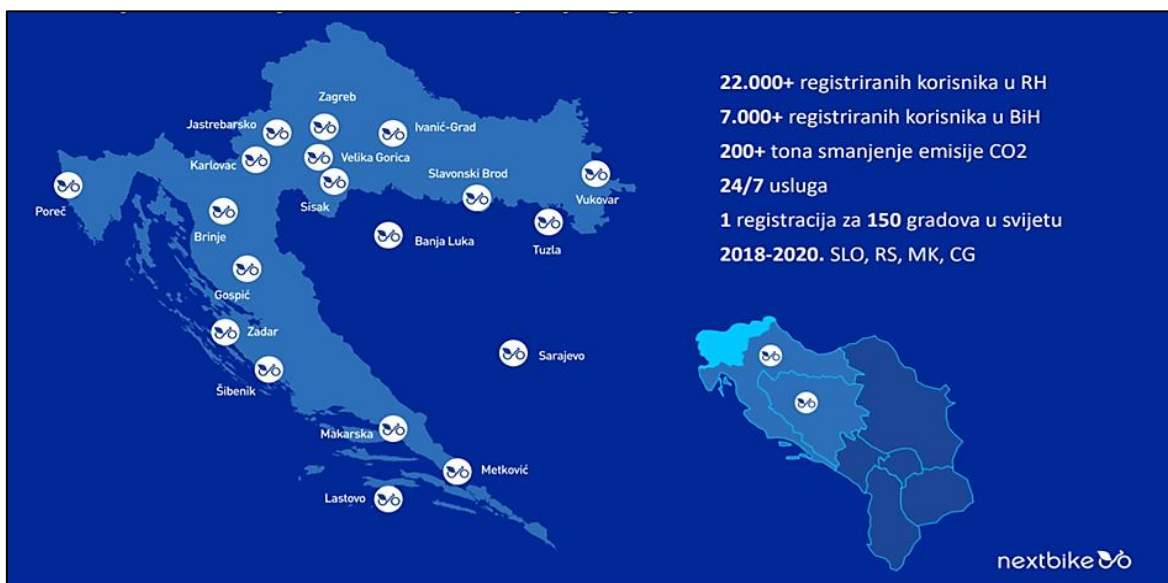 Zagreb
Jastrebarsko
Ivanić-Grad
Karlovac
Velika Gorica
Slavonski Brod
Poreč
Sisak
Vukovar
Brinje
Banja Luka
Tuzla
Gospić
Zadar
Sarajevo
Šibenik
Makarska
Metković
Lastovo
22.000+ registriranih korisnika u RH
7.000+ registriranih korisnika u BiH
200+ tona smanjenje emisije CO2
24/7 usluga
1 registracija za 150 gradova u svijetu
2018-2020. SLO, RS, MK, CG
nextbike